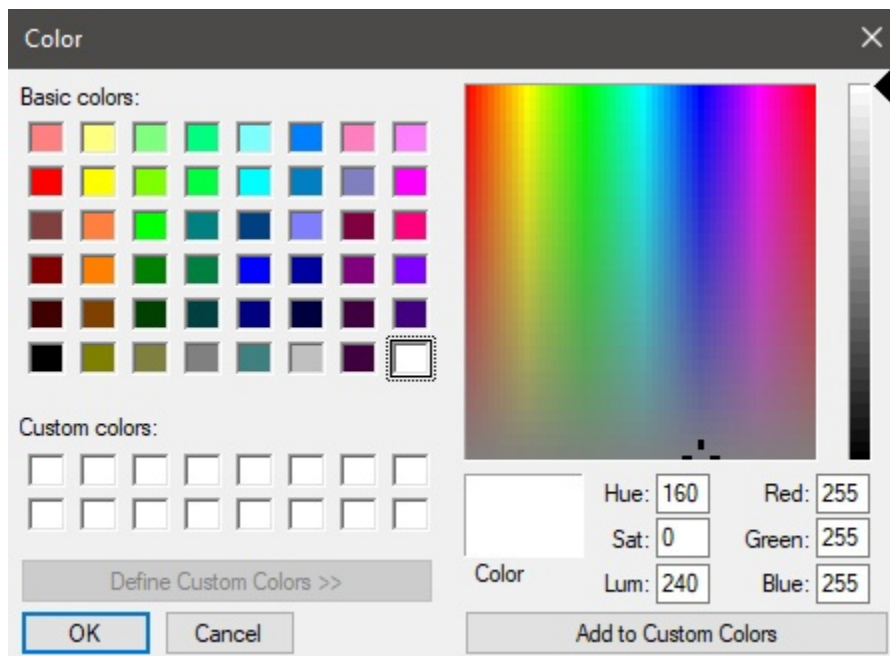 Color
Basic colors:
Custom colors:
Define Custom Colors >>
OK Cancel
Color
Hue: 160 Red: 255
Sat: 0 Green: 255
Lum: 240 Blue: 255
Add to Custom Colors